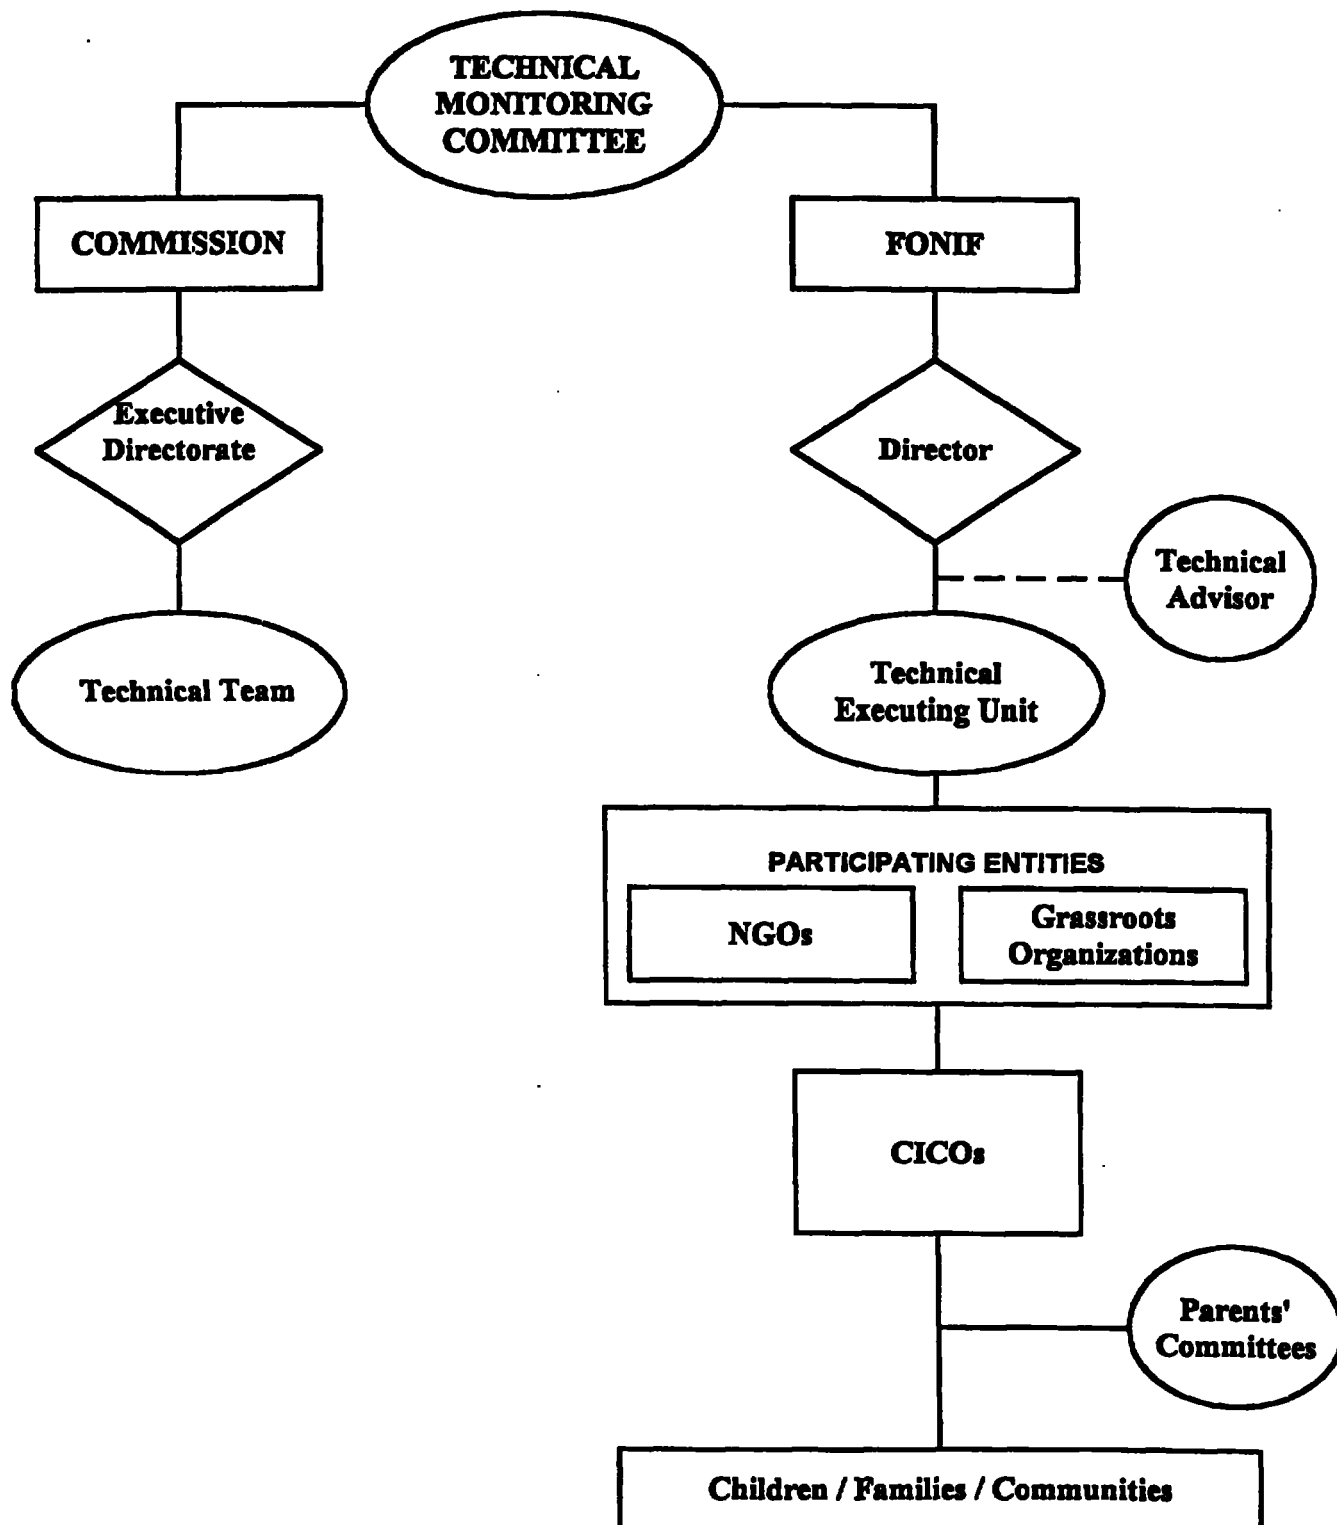 TECHNICAL
MONITORING
COMMITTEE
COMMISSION
FONIF
Executive
Directorate
Director
Technical
Advisor
Technical Team
Technical
Executing Unit
PARTICIPATING ENTITIES
NGOs
Grassroots
Organizations
CICOs
Parents'
Committees
Children / Families / Communities